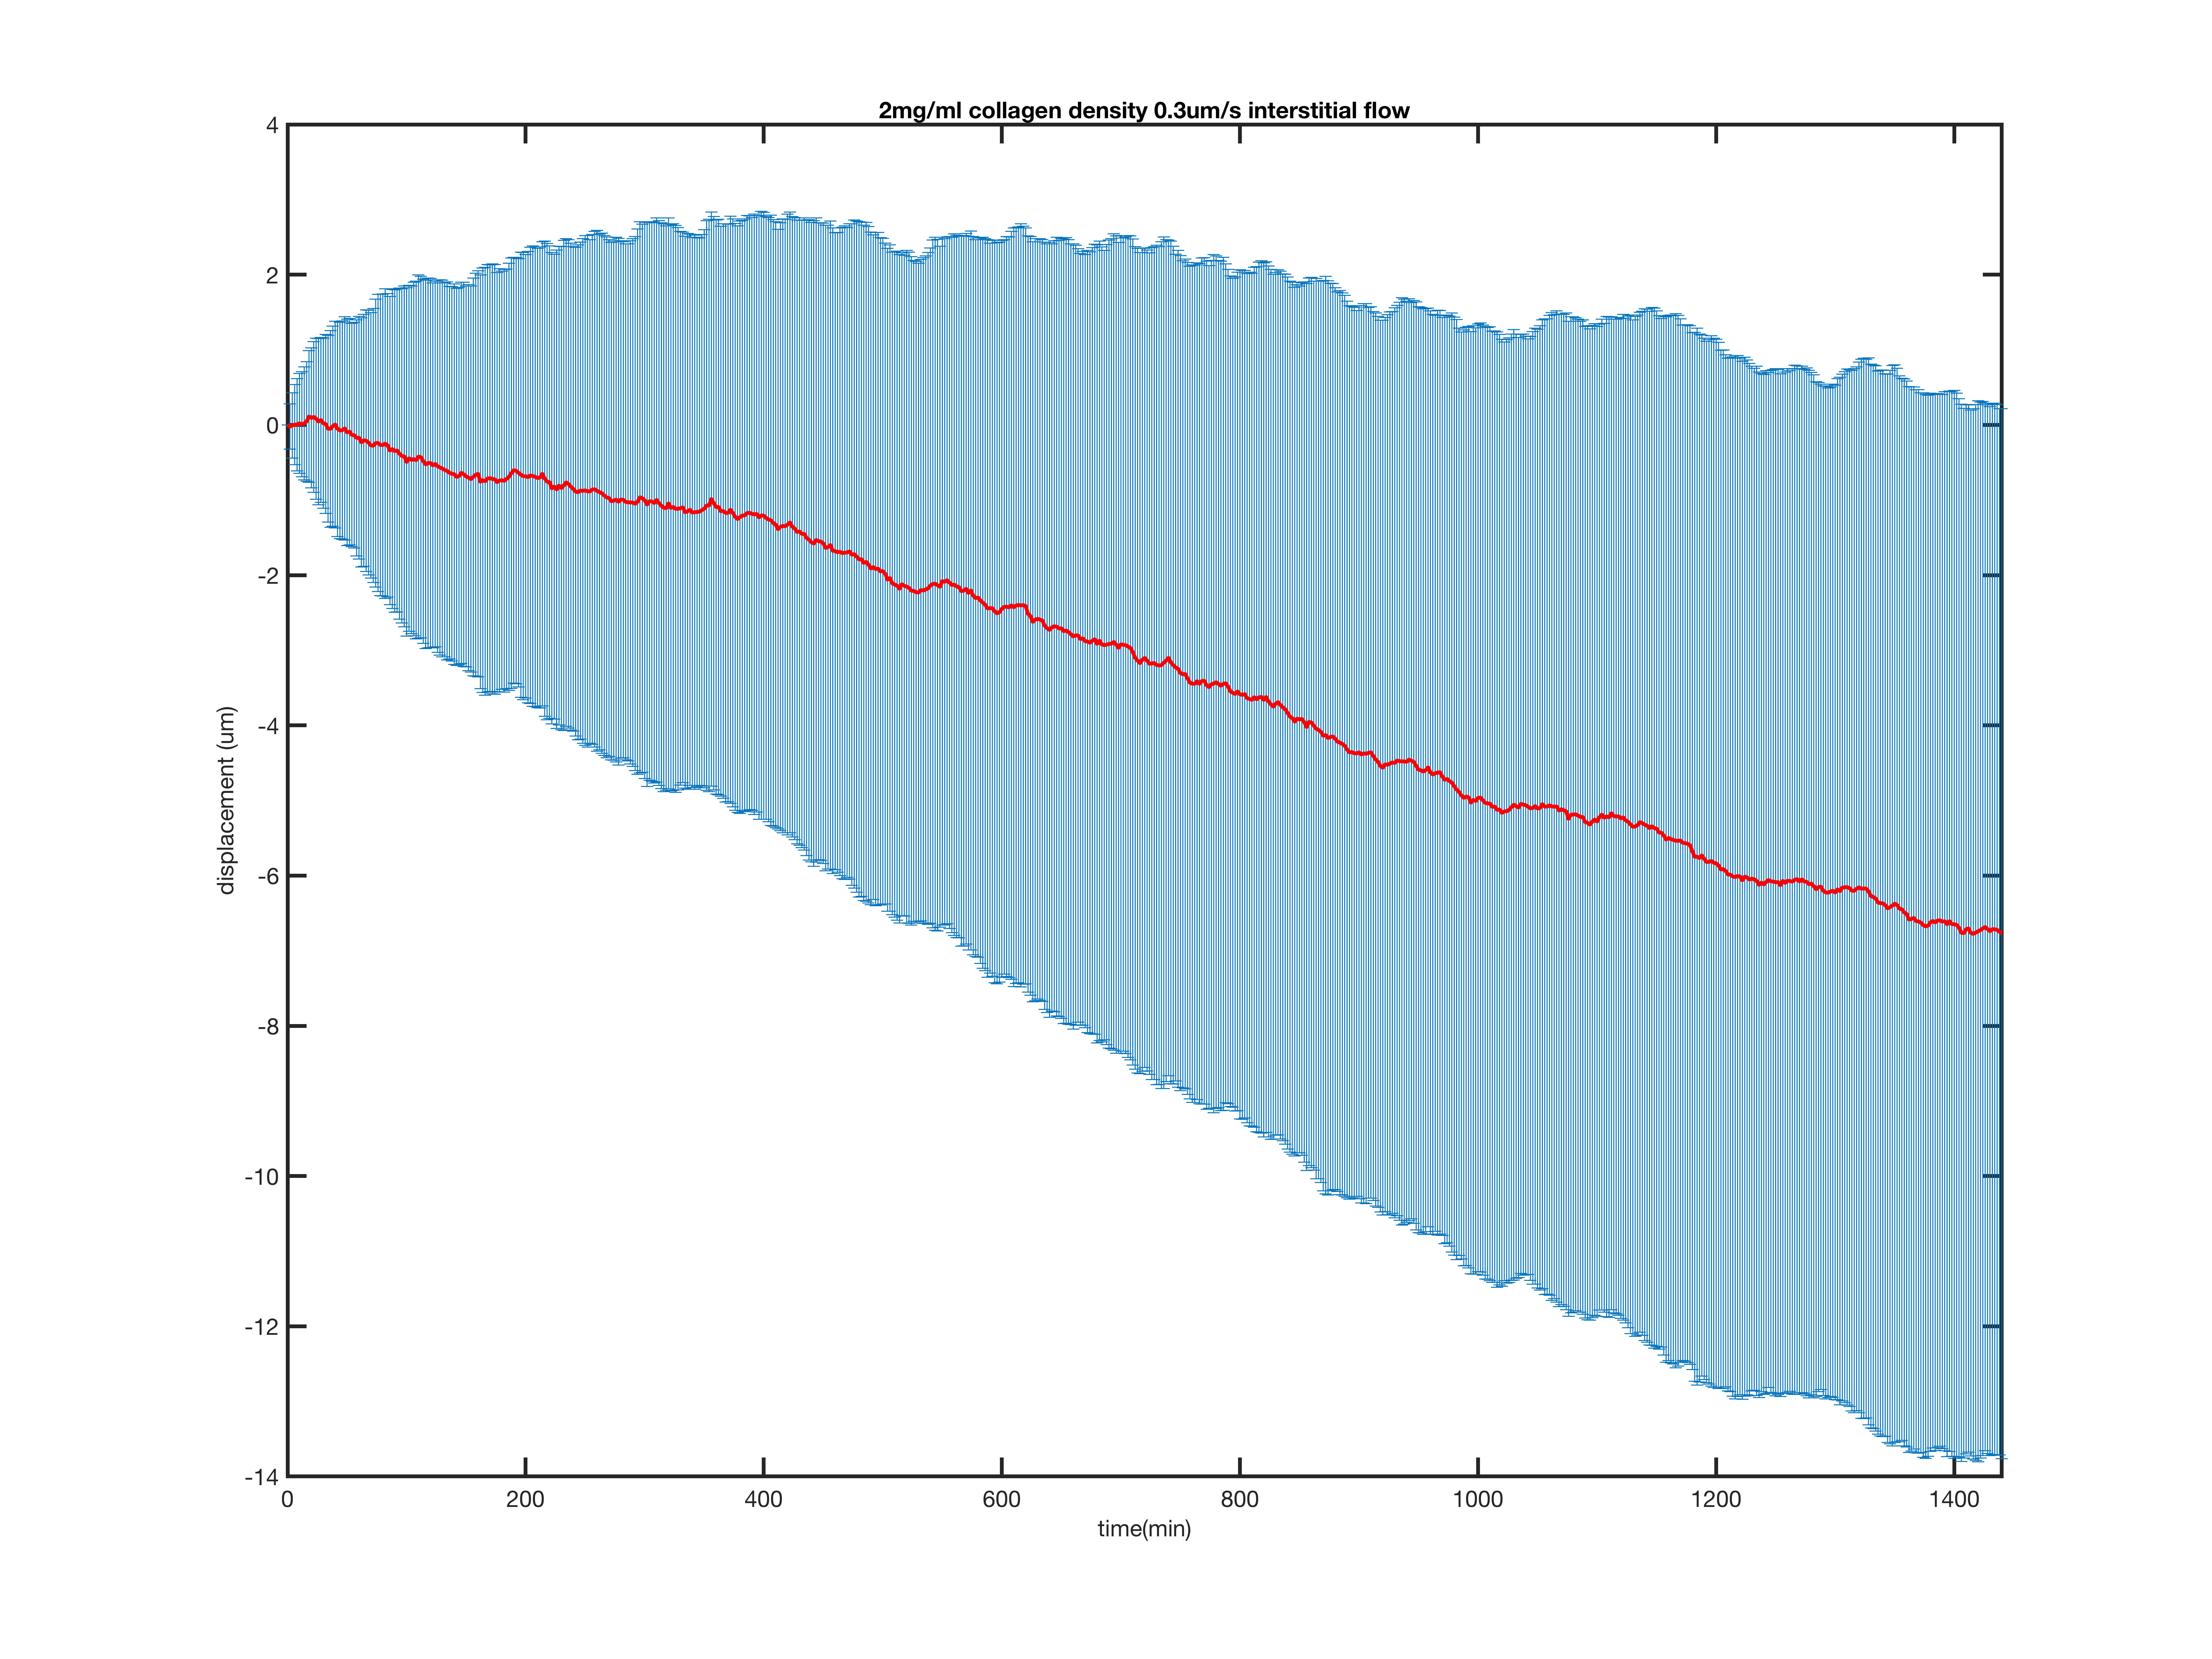 2mg/ml collagen density 0.3um/s interstitial flow
4
2
0
-2
-4
-6
-8
-10
-12
-14
displacement (um)
0 200 400 600 800 1000 1200 1400
time(min)